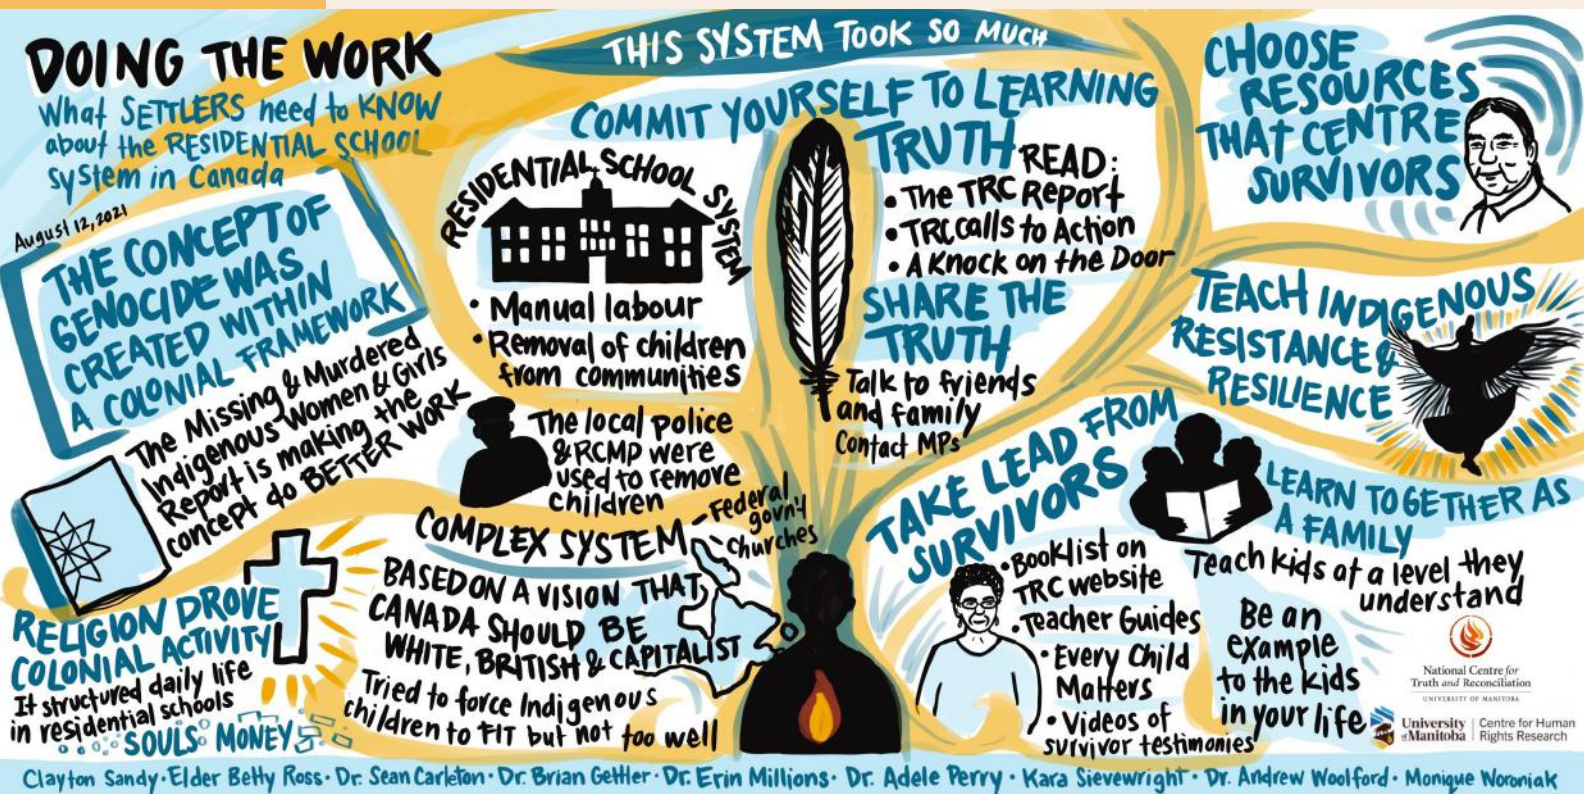 DOING THE WORK
What SETTLERS need to KNOW
about the RESIDENTIAL SCHOOL
system in Canada
August 12, 2021
THE CONCEPT OF
GENOCIDE WAS
CREATED WITHIN
A COLONIAL FRAMEWORK
The Missing & Murdered
Indigenous Women & Girls
Report is making the
concept do BETTER WORK
RELIGION DROVE
COLONIAL ACTIVITY
It structured daily life
in residential schools
SOULS MONEY
THIS SYSTEM TOOK SO MUCH
COMMIT YOURSELF TO LEARNING
TRUTH
RESIDENTIAL SCHOOL SYSTEM
• Manual labour
• Removal of children
from communities
The local police
& RCMP were
used to remove
children
COMPLEX SYSTEM
- Federal
gov'n't
- Churches
BASED ON A VISION THAT
CANADA SHOULD BE
WHITE, BRITISH & CAPITALIST
Tried to force Indigenous
children to FIT but not too well
READ:
• The TRC Report
• TRC calls to Action
• A Knock on the Door
SHARE THE
TRUTH
Talk to friends
and family
Contact MPs
TAKE LEAD FROM
SURVIVORS
• Booklist on
TRC website
• Teacher Guides
• Every Child
Matters
• Videos of
survivor testimonies
CHOOSE
RESOURCES
THAT CENTRE
SURVIVORS
TEACH INDIGENOUS
RESISTANCE &
RESILIENCE
LEARN TOGETHER AS
A FAMILY
Teach kids at a level they
understand
Be an
example
to the kids
in your life
National Centre for
Truth and Reconciliation
UNIVERSITY OF MANITOBA
University
of Manitoba
Centre for Human
Rights Research
Clayton Sandy • Elder Betty Ross • Dr. Sean Carleton • Dr. Brian Gettler • Dr. Erin Millions • Dr. Adele Perry • Kara Sievewright • Dr. Andrew Woolford • Monique Woroniak